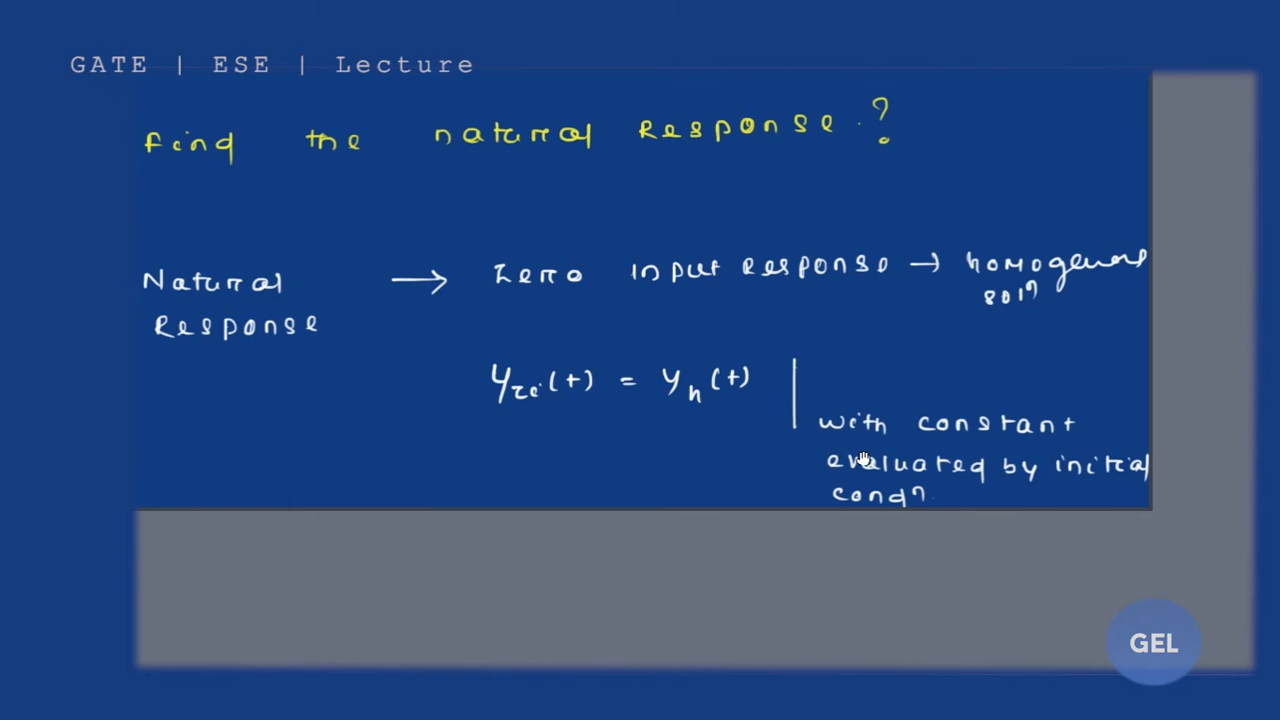 GATE | ESE | Lecture
find the natural Response ?
Natural → Zero input response → homogenous
Response
soln
yzi(t) = yh(t) |
with constant
evaluated by initial
condn.
GEL